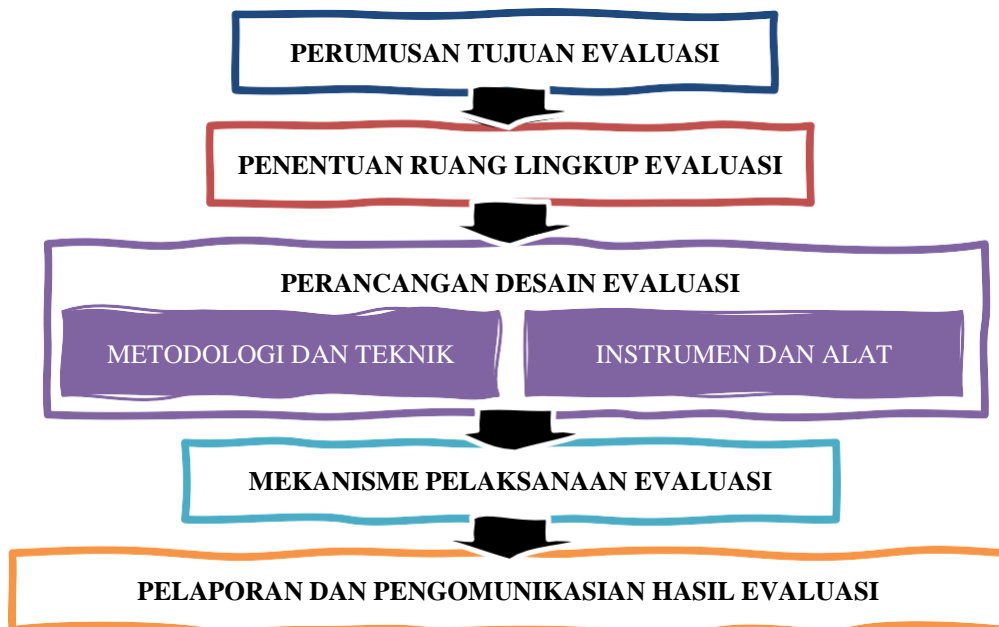 PERUMUSAN TUJUAN EVALUASI
PENENTUAN RUANG LINGKUP EVALUASI
PERANCANGAN DESAIN EVALUASI
METODOLOGI DAN TEKNIK
INSTRUMEN DAN ALAT
MEKANISME PELAKSANAAN EVALUASI
PELAPORAN DAN PENGOMUNIKASIAN HASIL EVALUASI